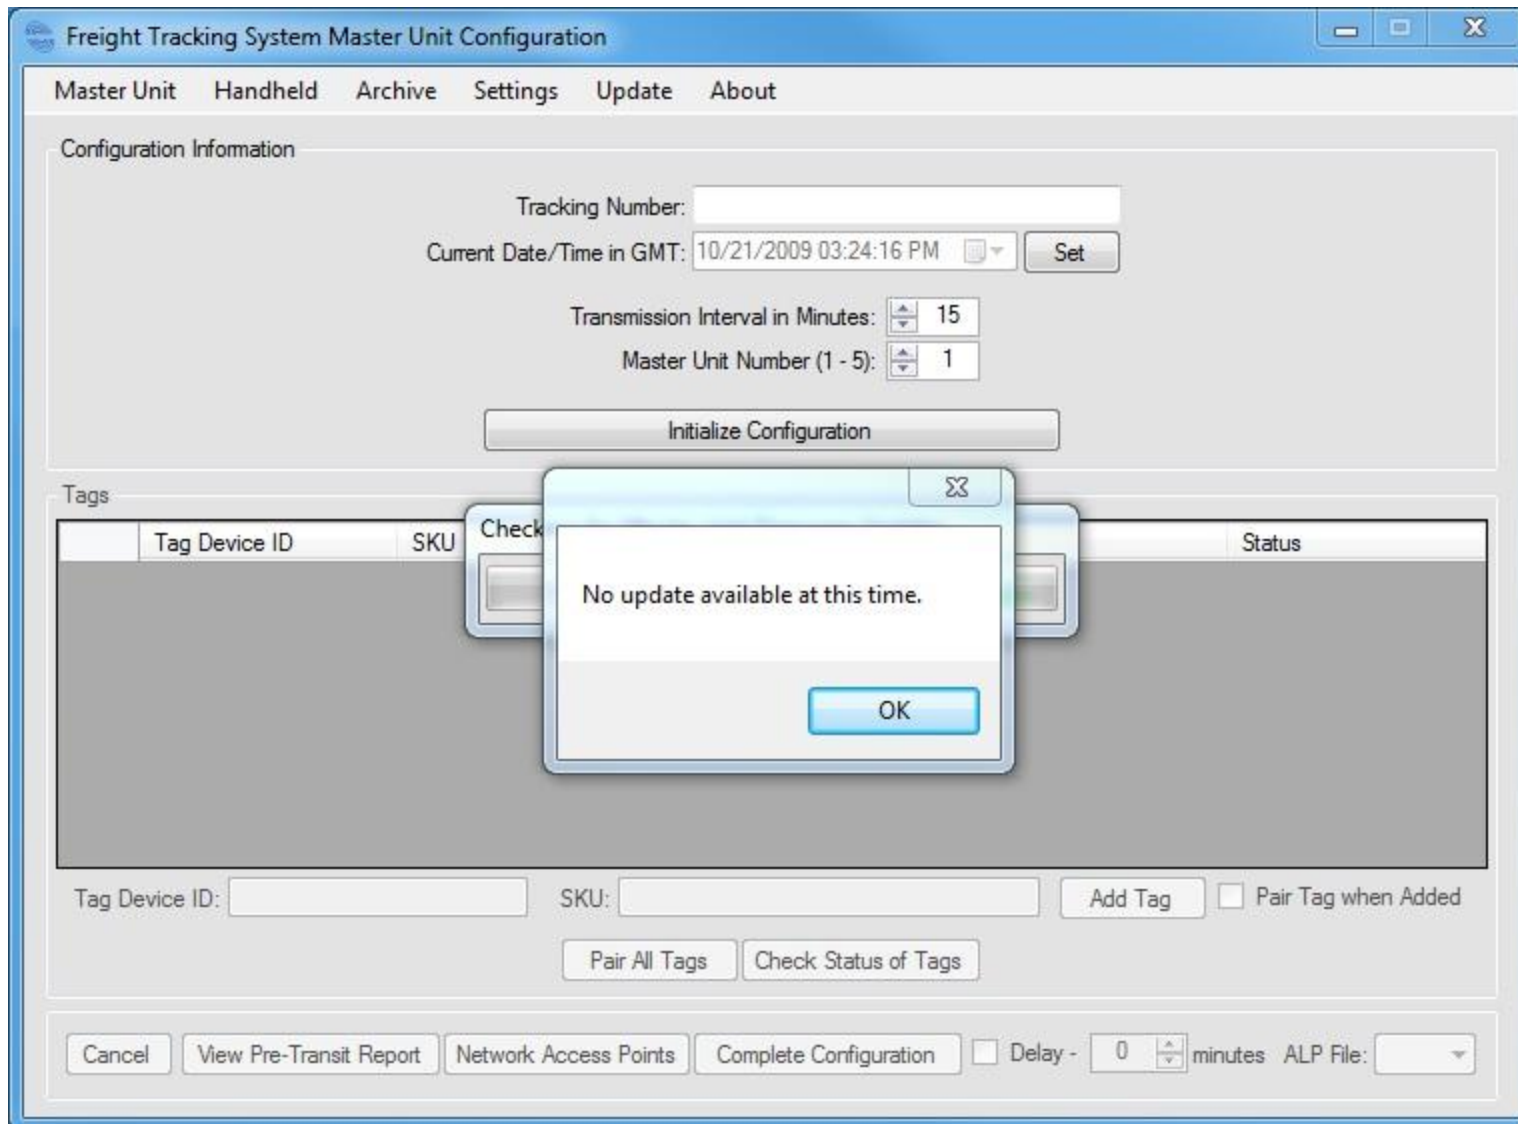 Freight Tracking System Master Unit Configuration
Master Unit Handheld Archive Settings Update About
Configuration Information
Tracking Number:
Current Date/Time in GMT: 10/21/2009 03:24:16 PM Set
Transmission Interval in Minutes: 15
Master Unit Number (1 - 5): 1
Initialize Configuration
Tags
Tag Device ID SKU Status
Check
No update available at this time.
OK
Tag Device ID: SKU: Add Tag Pair Tag when Added
Pair All Tags Check Status of Tags
Cancel View Pre-Transit Report Network Access Points Complete Configuration Delay - 0 minutes ALP File: